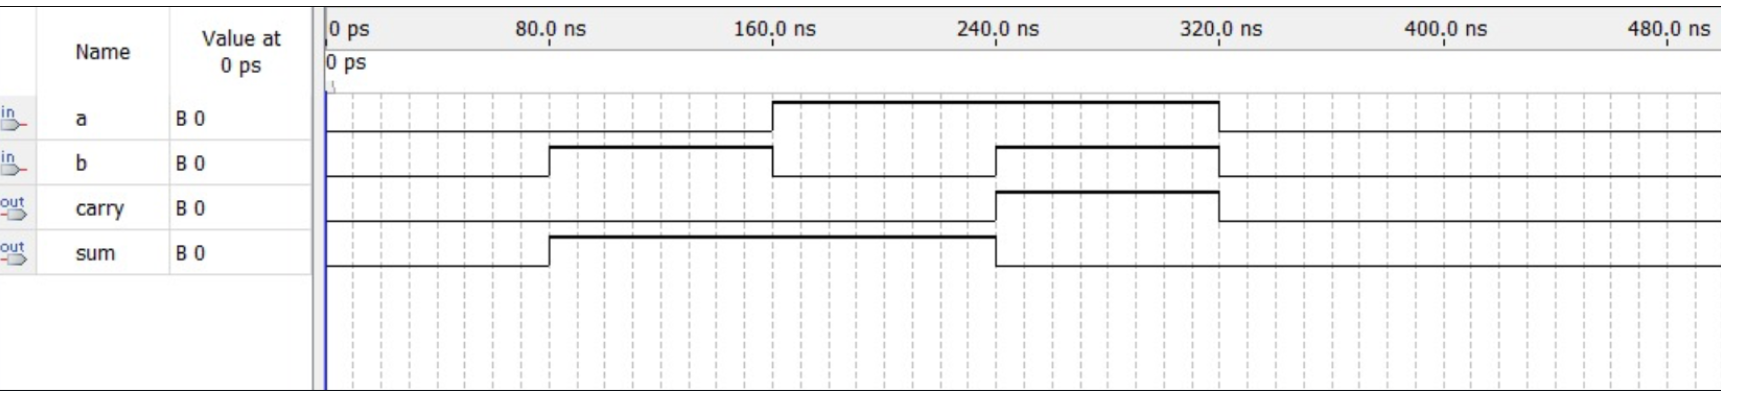 Name
Value at
0 ps
0 ps 80.0 ns 160.0 ns 240.0 ns 320.0 ns 400.0 ns 480.0 ns
0 ps
in a B 0
in b B 0
out carry B 0
out sum B 0